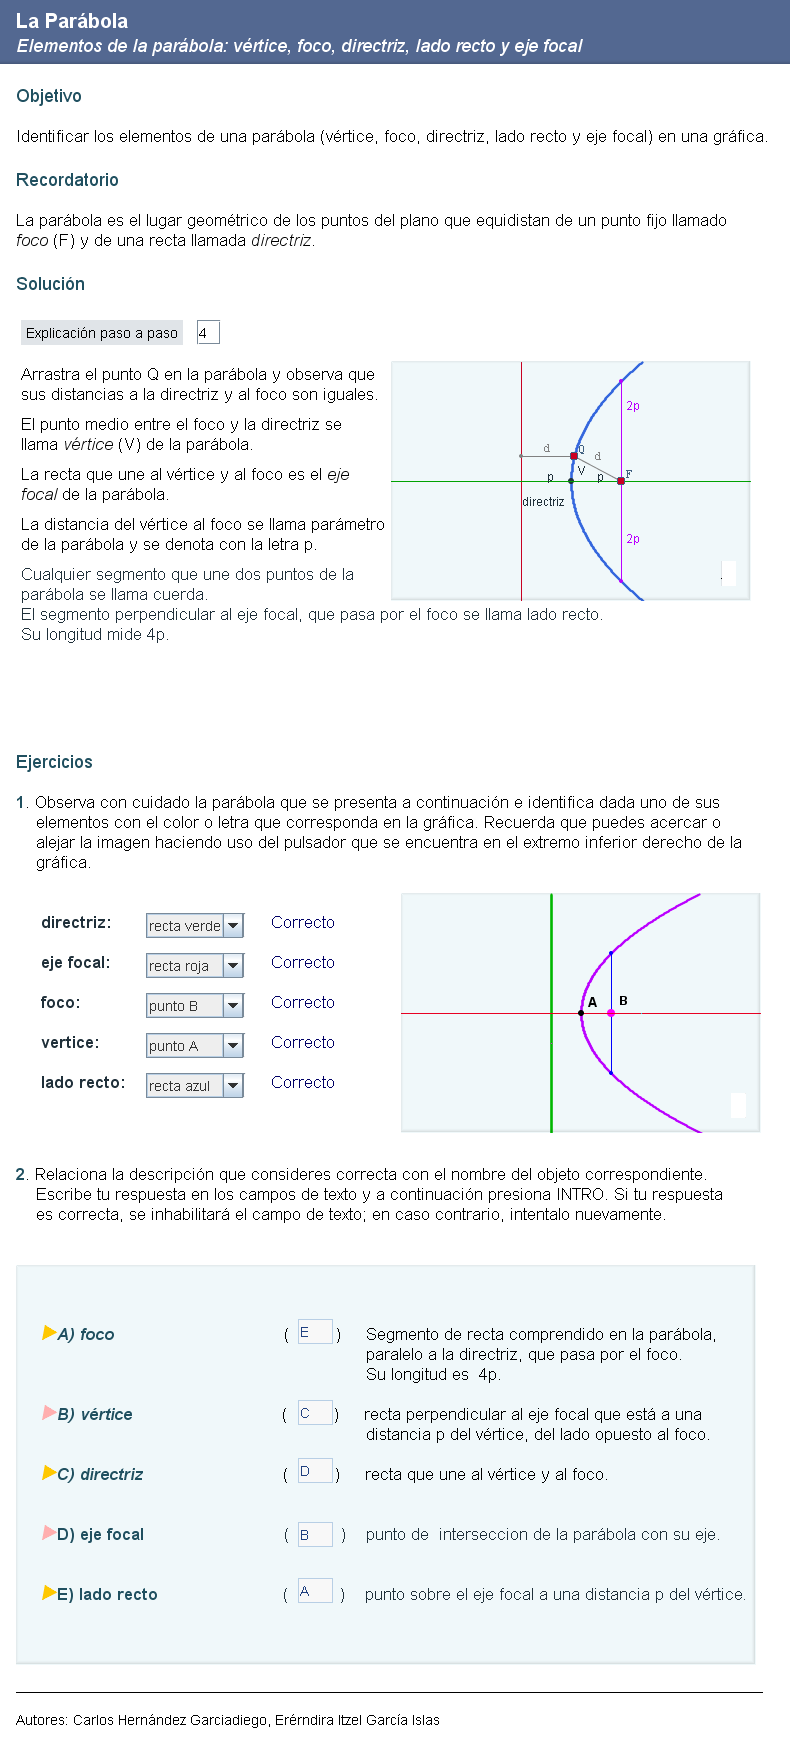 La Parábola
Elementos de la parábola: vértice, foco, directriz, lado recto y eje focal
Objetivo
Identificar los elementos de una parábola (vértice, foco, directriz, lado recto y eje focal) en una gráfica.
Recordatorio
La parábola es el lugar geométrico de los puntos del plano que equidistan de un punto fijo llamado
foco (F) y de una recta llamada directriz.
Solución
Explicación paso a paso 4
Arrastra el punto Q en la parábola y observa que
sus distancias a la directriz y al foco son iguales.
El punto medio entre el foco y la directriz se
llama vértice (V) de la parábola.
La recta que une al vértice y al foco es el eje
focal de la parábola.
La distancia del vértice al foco se llama parámetro
de la parábola y se denota con la letra p.
Cualquier segmento que une dos puntos de la
parábola se llama cuerda.
El segmento perpendicular al eje focal, que pasa por el foco se llama lado recto.
Su longitud mide 4p.
2p
d Q d
p V p F
directriz
2p
Ejercicios
1. Observa con cuidado la parábola que se presenta a continuación e identifica dada uno de sus
elementos con el color o letra que corresponda en la gráfica. Recuerda que puedes acercar o
alejar la imagen haciendo uso del pulsador que se encuentra en el extremo inferior derecho de la
gráfica.
directriz: recta verde Correcto
eje focal: recta roja Correcto
foco: punto B Correcto
vertice: punto A Correcto
lado recto: recta azul Correcto
A B
2. Relaciona la descripción que consideres correcta con el nombre del objeto correspondiente.
Escribe tu respuesta en los campos de texto y a continuación presiona INTRO. Si tu respuesta
es correcta, se inhabilitará el campo de texto; en caso contrario, intentalo nuevamente.
A) foco ( E ) Segmento de recta comprendido en la parábola,
paralelo a la directriz, que pasa por el foco.
Su longitud es 4p.
B) vértice ( C ) recta perpendicular al eje focal que está a una
distancia p del vértice, del lado opuesto al foco.
C) directriz ( D ) recta que une al vértice y al foco.
D) eje focal ( B ) punto de interseccion de la parábola con su eje.
E) lado recto ( A ) punto sobre el eje focal a una distancia p del vértice.
Autores: Carlos Hernández Garciadiego, Erérndira Itzel García Islas